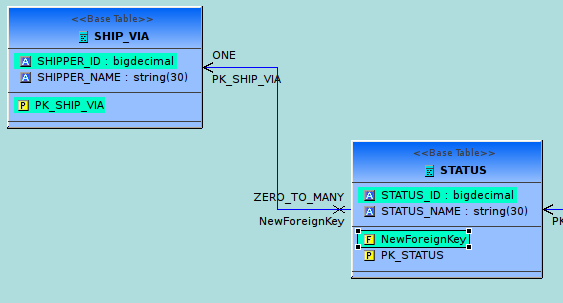 <<Base Table>>
SHIP_VIA
SHIPPER_ID : bigdecimal
SHIPPER_NAME : string(30)
PK_SHIP_VIA
ONE
PK_SHIP_VIA
ZERO_TO_MANY
NewForeignKey
<<Base Table>>
STATUS
STATUS_ID : bigdecimal
STATUS_NAME : string(30)
F NewForeignKey
P PK_STATUS
PK